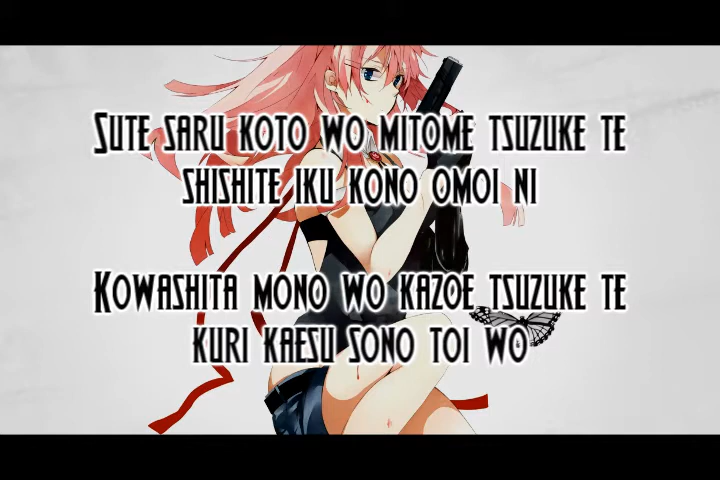 Sute saru koto wo mitome tsuzuke te
shishite iku kono omoi ni
Kowashita mono wo kazoe tsuzuke te
kuri kaesu sono toi wo